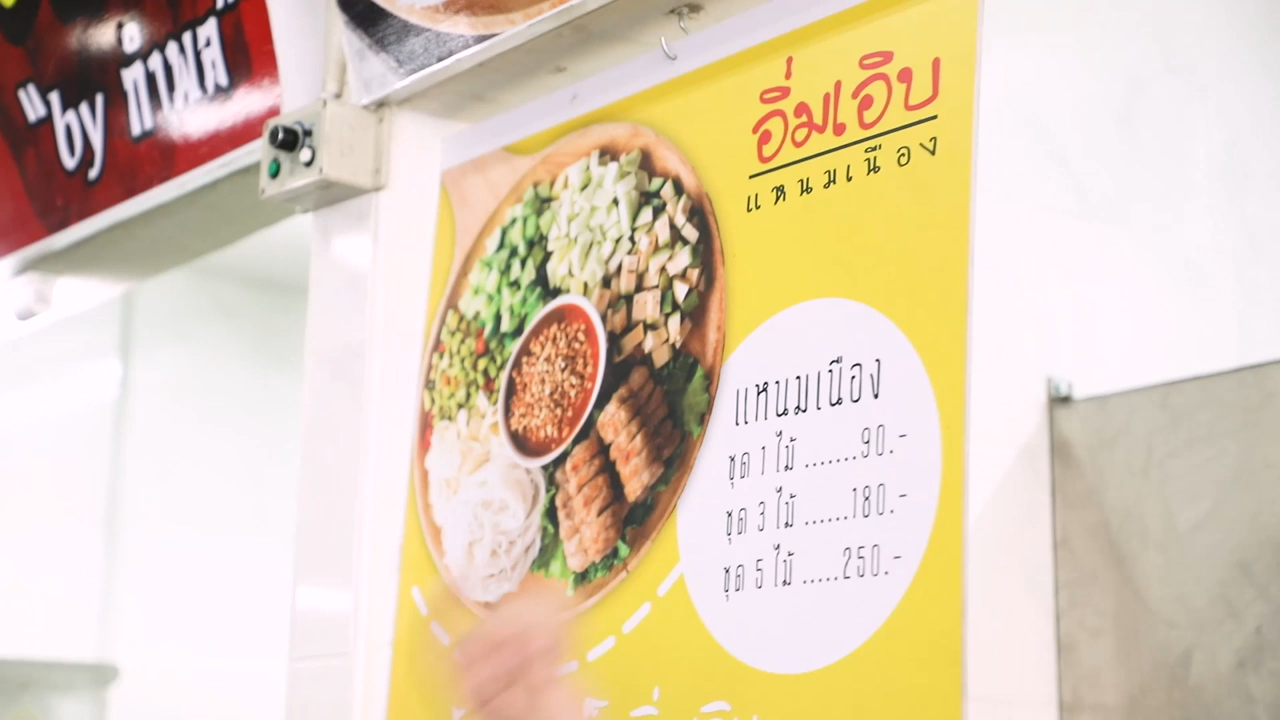 "by กำพล"
อิ่มเอิบ
แหนมเนือง
แหนมเนือง
ชุด 1 ไม้ .......90.-
ชุด 3 ไม้ ......180.-
ชุด 5 ไม้ .....250.-